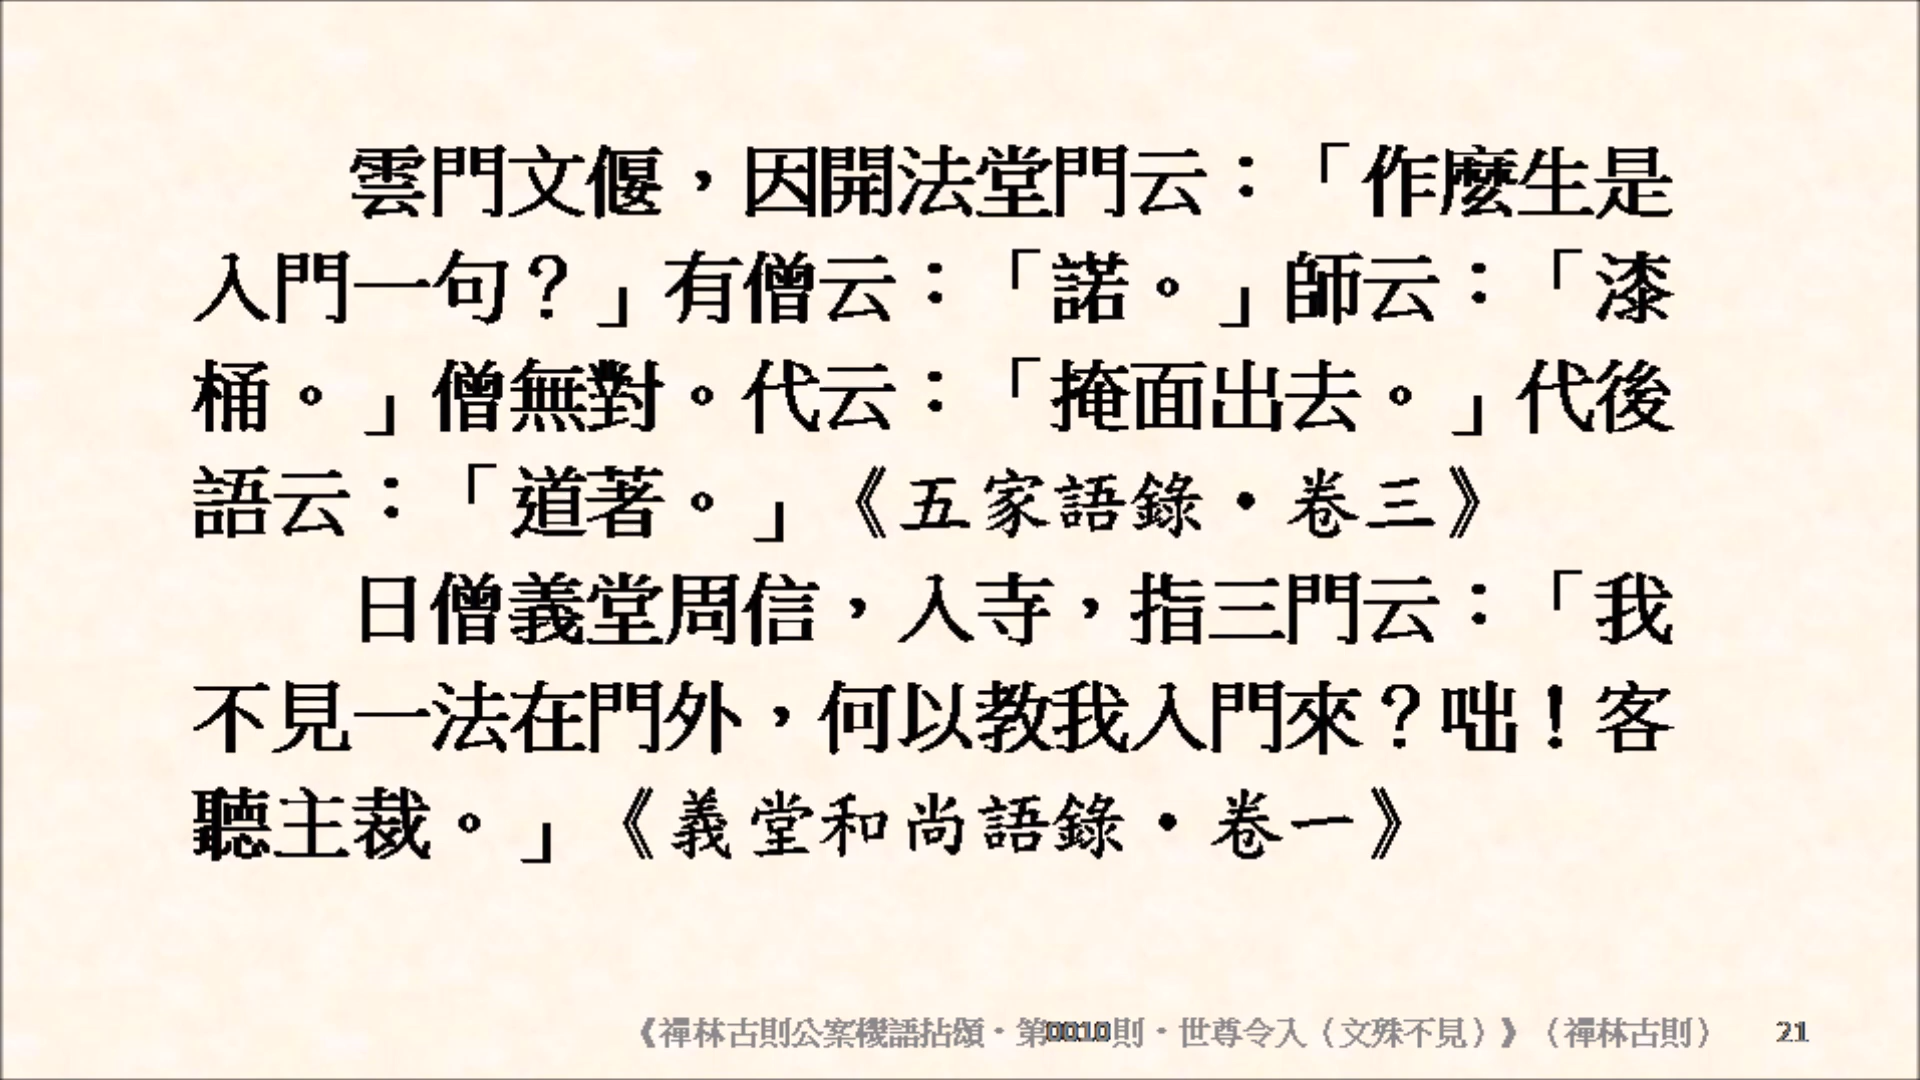 雲門文偃，因開法堂門云：「作麼生是
入門一句？」有僧云：「諾。」師云：「漆
桶。」僧無對。代云：「掩面出去。」代後
語云：「道著。」《五家語錄‧卷三》
日僧義堂周信，入寺，指三門云：「我
不見一法在門外，何以教我入門來？咄！客
聽主裁。」《義堂和尚語錄‧卷一》
《禪林古則公案機語拈頌‧第0010則‧世尊令入（文殊不見）》（禪林古則） 21